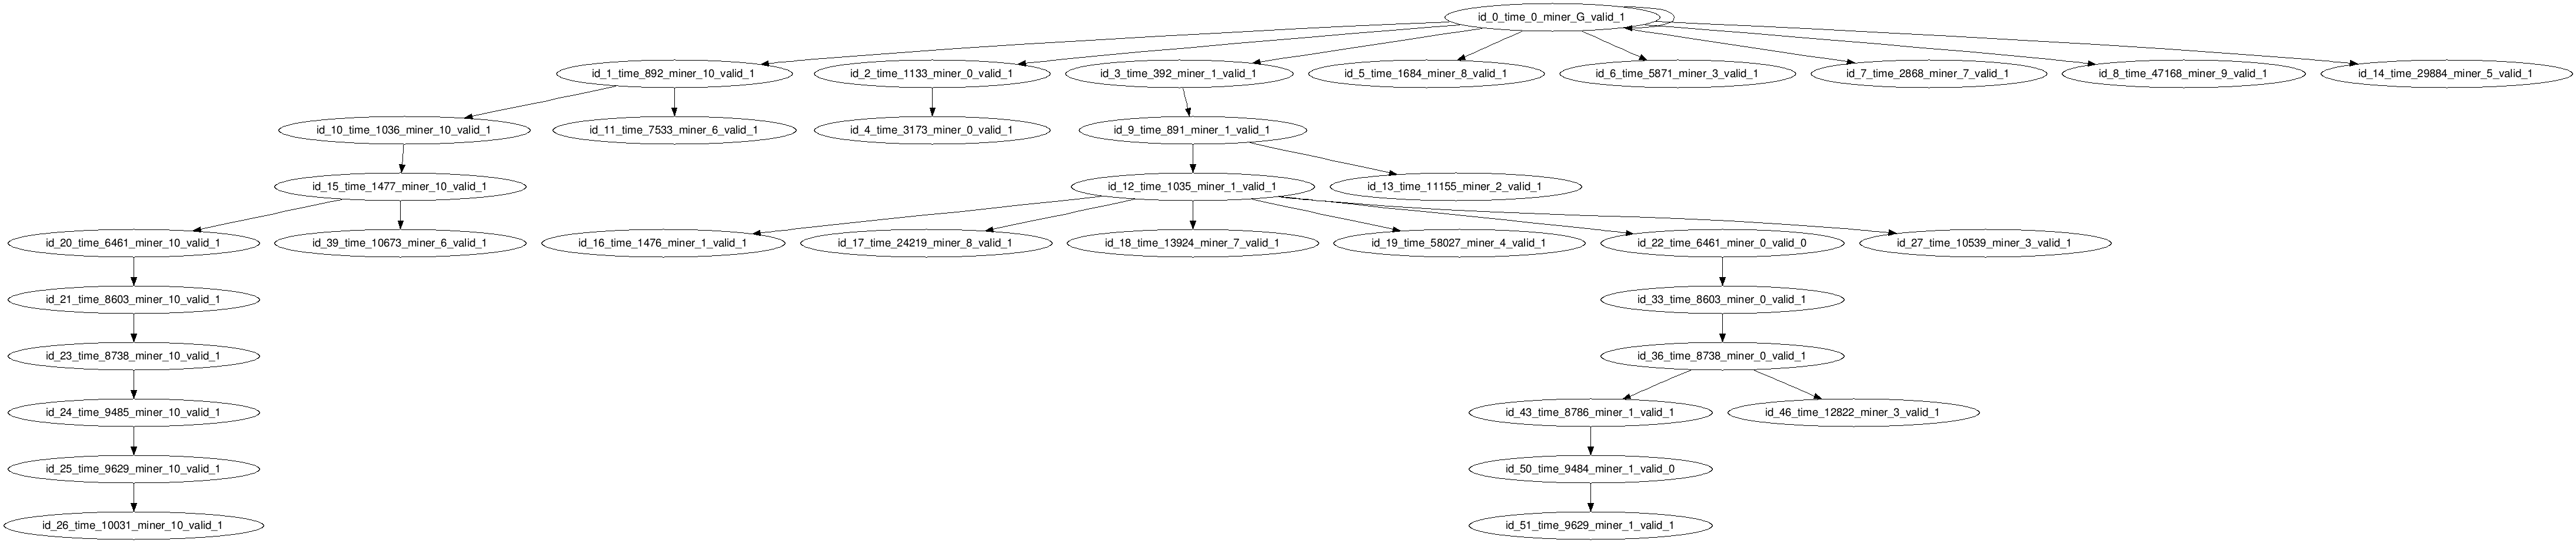 id_0_time_0_miner_G_valid_1
id_1_time_892_miner_10_valid_1
id_2_time_1133_miner_0_valid_1
id_3_time_392_miner_1_valid_1
id_5_time_1684_miner_8_valid_1
id_6_time_5871_miner_3_valid_1
id_7_time_2868_miner_7_valid_1
id_8_time_47168_miner_9_valid_1
id_14_time_29884_miner_5_valid_1
id_10_time_1036_miner_10_valid_1
id_11_time_7533_miner_6_valid_1
id_4_time_3173_miner_0_valid_1
id_9_time_891_miner_1_valid_1
id_15_time_1477_miner_10_valid_1
id_12_time_1035_miner_1_valid_1
id_13_time_11155_miner_2_valid_1
id_20_time_6461_miner_10_valid_1
id_39_time_10673_miner_6_valid_1
id_16_time_1476_miner_1_valid_1
id_17_time_24219_miner_8_valid_1
id_18_time_13924_miner_7_valid_1
id_19_time_58027_miner_4_valid_1
id_22_time_6461_miner_0_valid_0
id_27_time_10539_miner_3_valid_1
id_21_time_8603_miner_10_valid_1
id_33_time_8603_miner_0_valid_1
id_23_time_8738_miner_10_valid_1
id_36_time_8738_miner_0_valid_1
id_24_time_9485_miner_10_valid_1
id_43_time_8786_miner_1_valid_1
id_46_time_12822_miner_3_valid_1
id_25_time_9629_miner_10_valid_1
id_50_time_9484_miner_1_valid_0
id_26_time_10031_miner_10_valid_1
id_51_time_9629_miner_1_valid_1